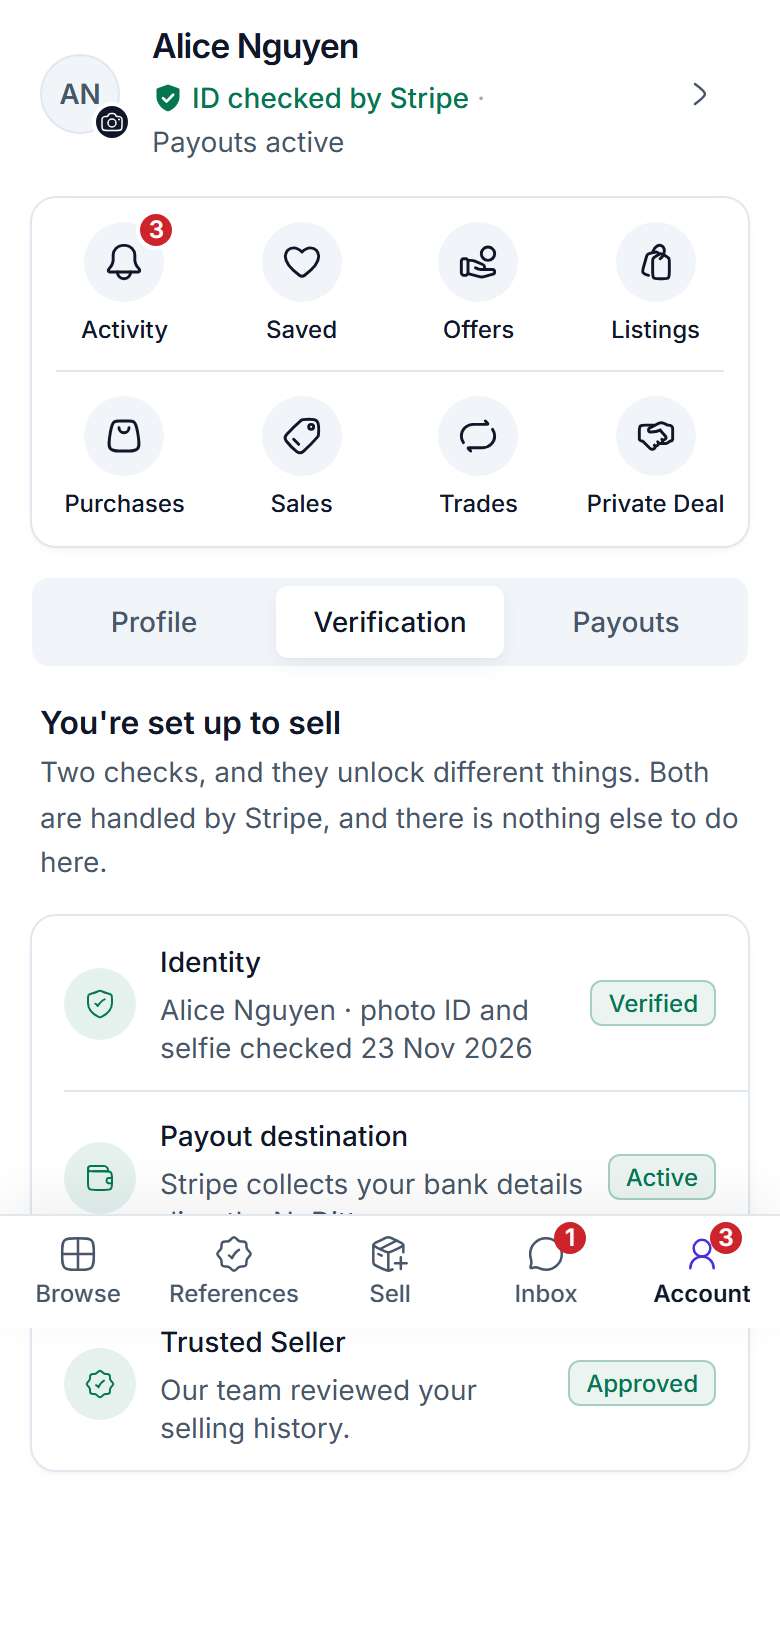 Alice Nguyen
AN
ID checked by Stripe ·
Payouts active
3
Activity
Saved
Offers
Listings
Purchases
Sales
Trades
Private Deal
Profile
Verification
Payouts
You're set up to sell
Two checks, and they unlock different things. Both
are handled by Stripe, and there is nothing else to do
here.
Identity
Alice Nguyen · photo ID and
selfie checked 23 Nov 2026
Verified
Payout destination
Stripe collects your bank details
Active
Browse
References
Sell
1
Inbox
3
Account
Trusted Seller
Our team reviewed your
selling history.
Approved